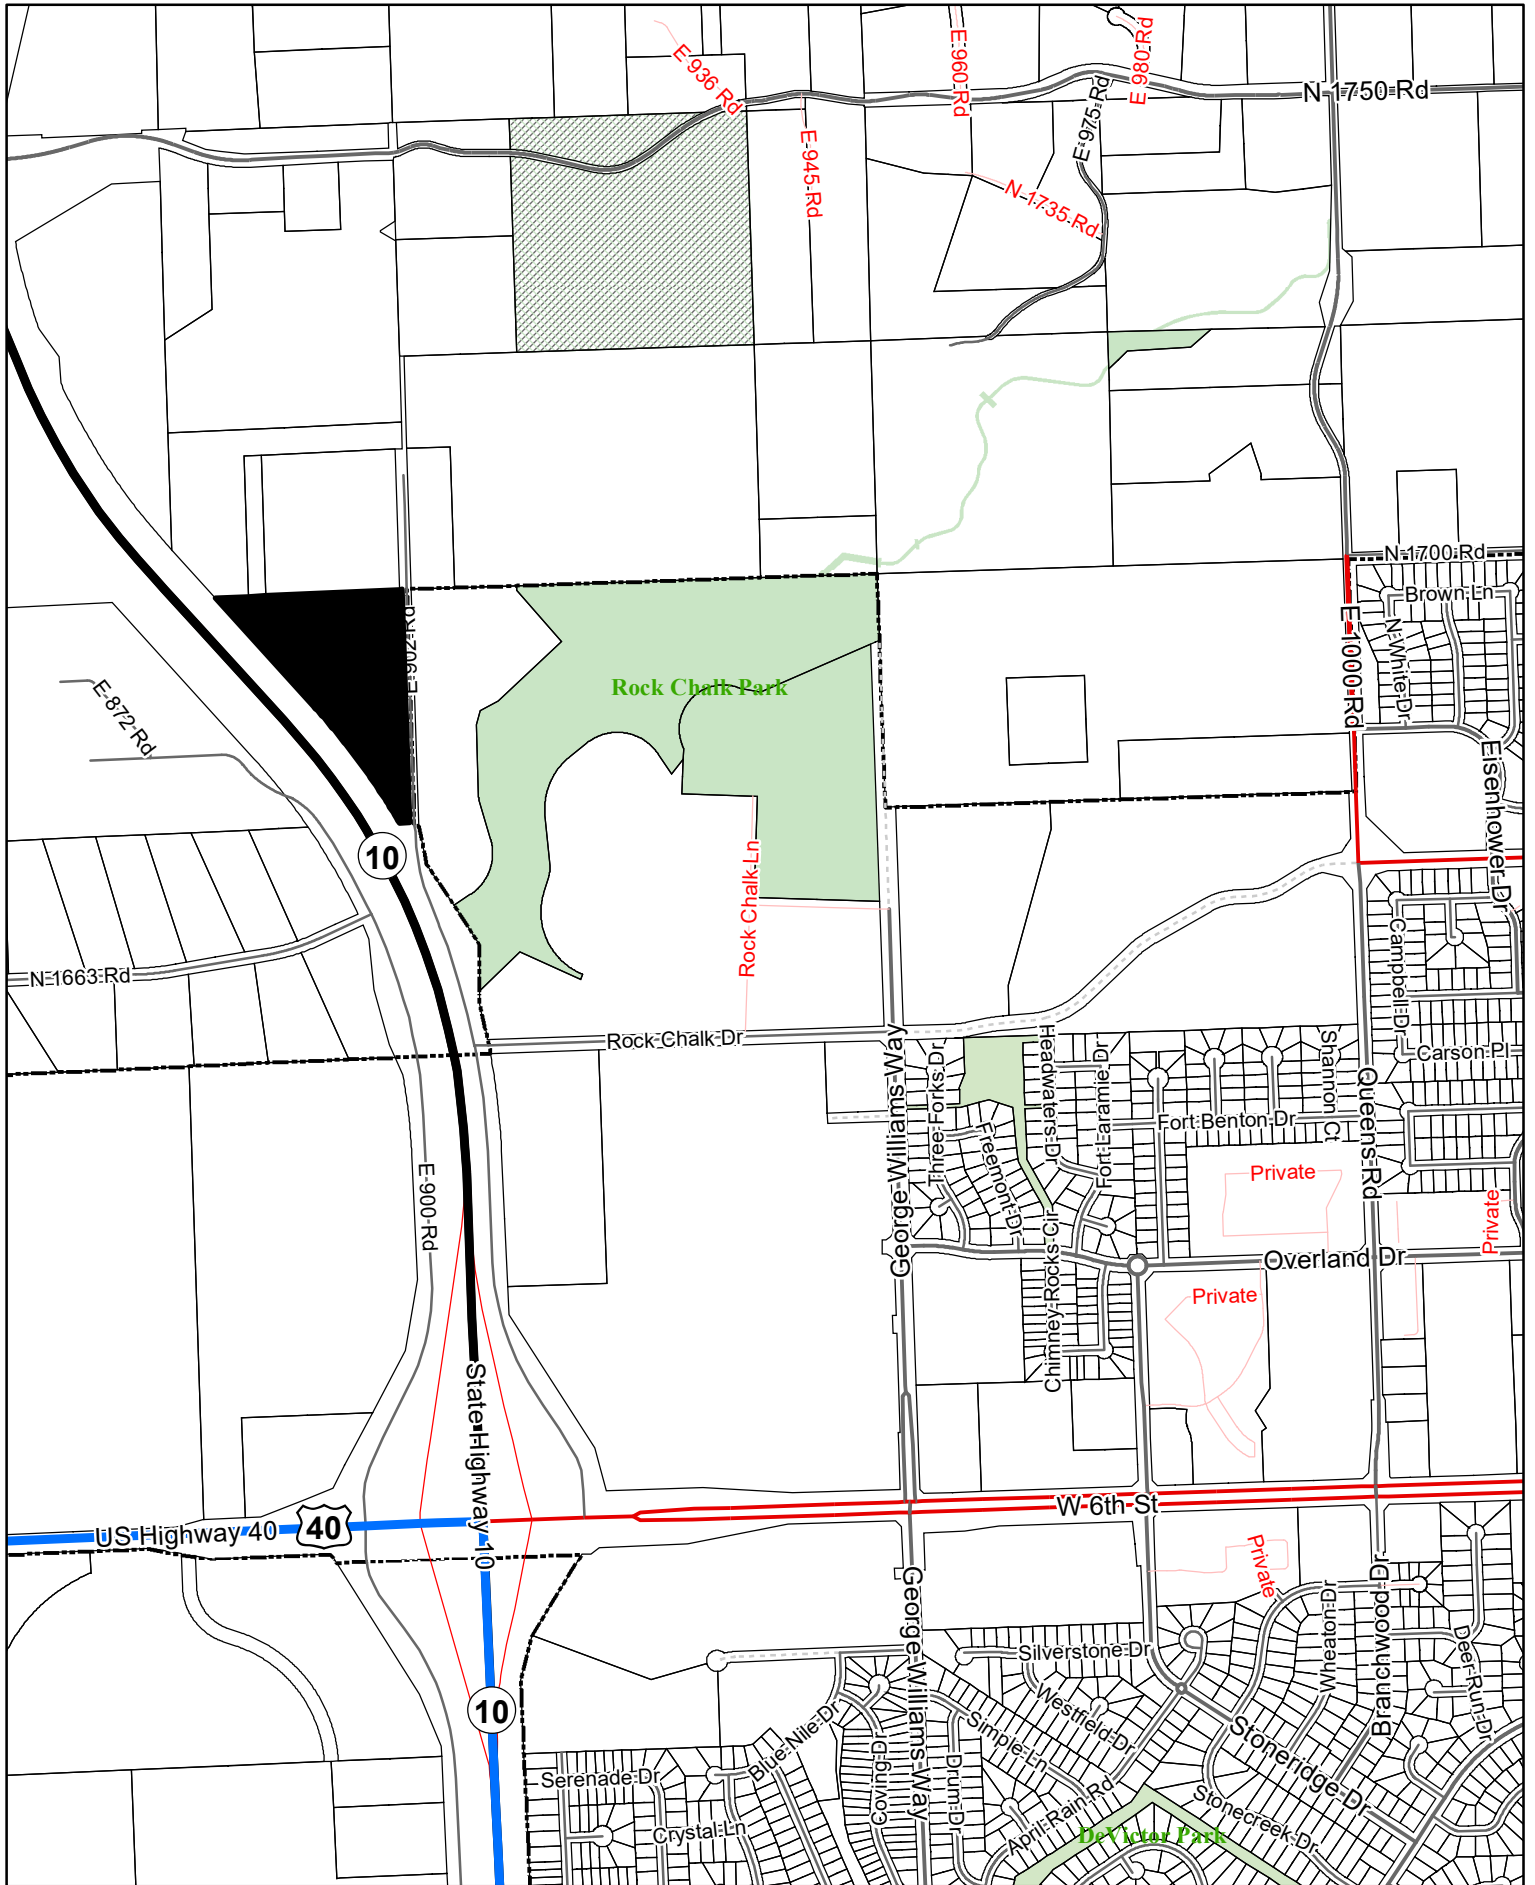 E 936 Rd
E 960 Rd
E 980 Rd
N 1750 Rd
E 975 Rd
E 945 Rd
N 1735 Rd
N 1700 Rd
Brown Ln
E 902 Rd
N White Dr
E 1000 Rd
Rock Chalk Park
E 872 Rd
Eisenhower Dr
10
Rock Chalk Ln
Campbell Dr
N 1663 Rd
Rock Chalk Dr
George Williams Way
Three Forks Dr
Headwaters Dr
Fort Laramie Dr
Shannon Ct
Carson Pl
Queens Rd
Fort Benton Dr
Freemont Dr
Private
E 900 Rd
Private
Chimney Rocks Cir
Overland Dr
Private
State Highway 10
W 6th St
US Highway 40
40
Private
George Williams Way
Silverstone Dr
Wheaton Dr
Branchwood Dr
Deer Run Dr
10
Westfield Dr
Blue Nile Dr
Simple Ln
Stoneridge Dr
Serenade Dr
Coving Dr
Drum Dr
April Rain Rd
Stonecreek Dr
Crystal Ln
DeVictor Park